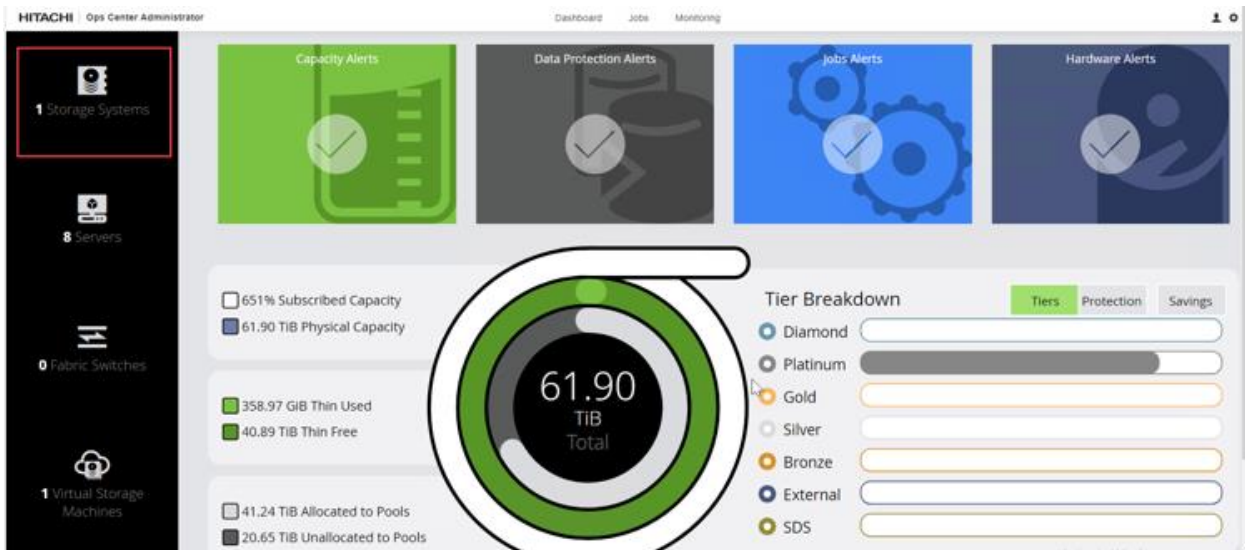 HITACHI Ops Center Administrator
Dashboard Jobs Monitoring
1 Storage Systems
8 Servers
0 Fabric Switches
1 Virtual Storage
Machines
Capacity Alerts
Data Protection Alerts
Jobs Alerts
Hardware Alerts
651% Subscribed Capacity
61.90 TiB Physical Capacity
358.97 GiB Thin Used
40.89 TiB Thin Free
41.24 TiB Allocated to Pools
20.65 TiB Unallocated to Pools
61.90
TiB
Total
Tier Breakdown
Tiers Protection Savings
Diamond
Platinum
Gold
Silver
Bronze
External
SDS